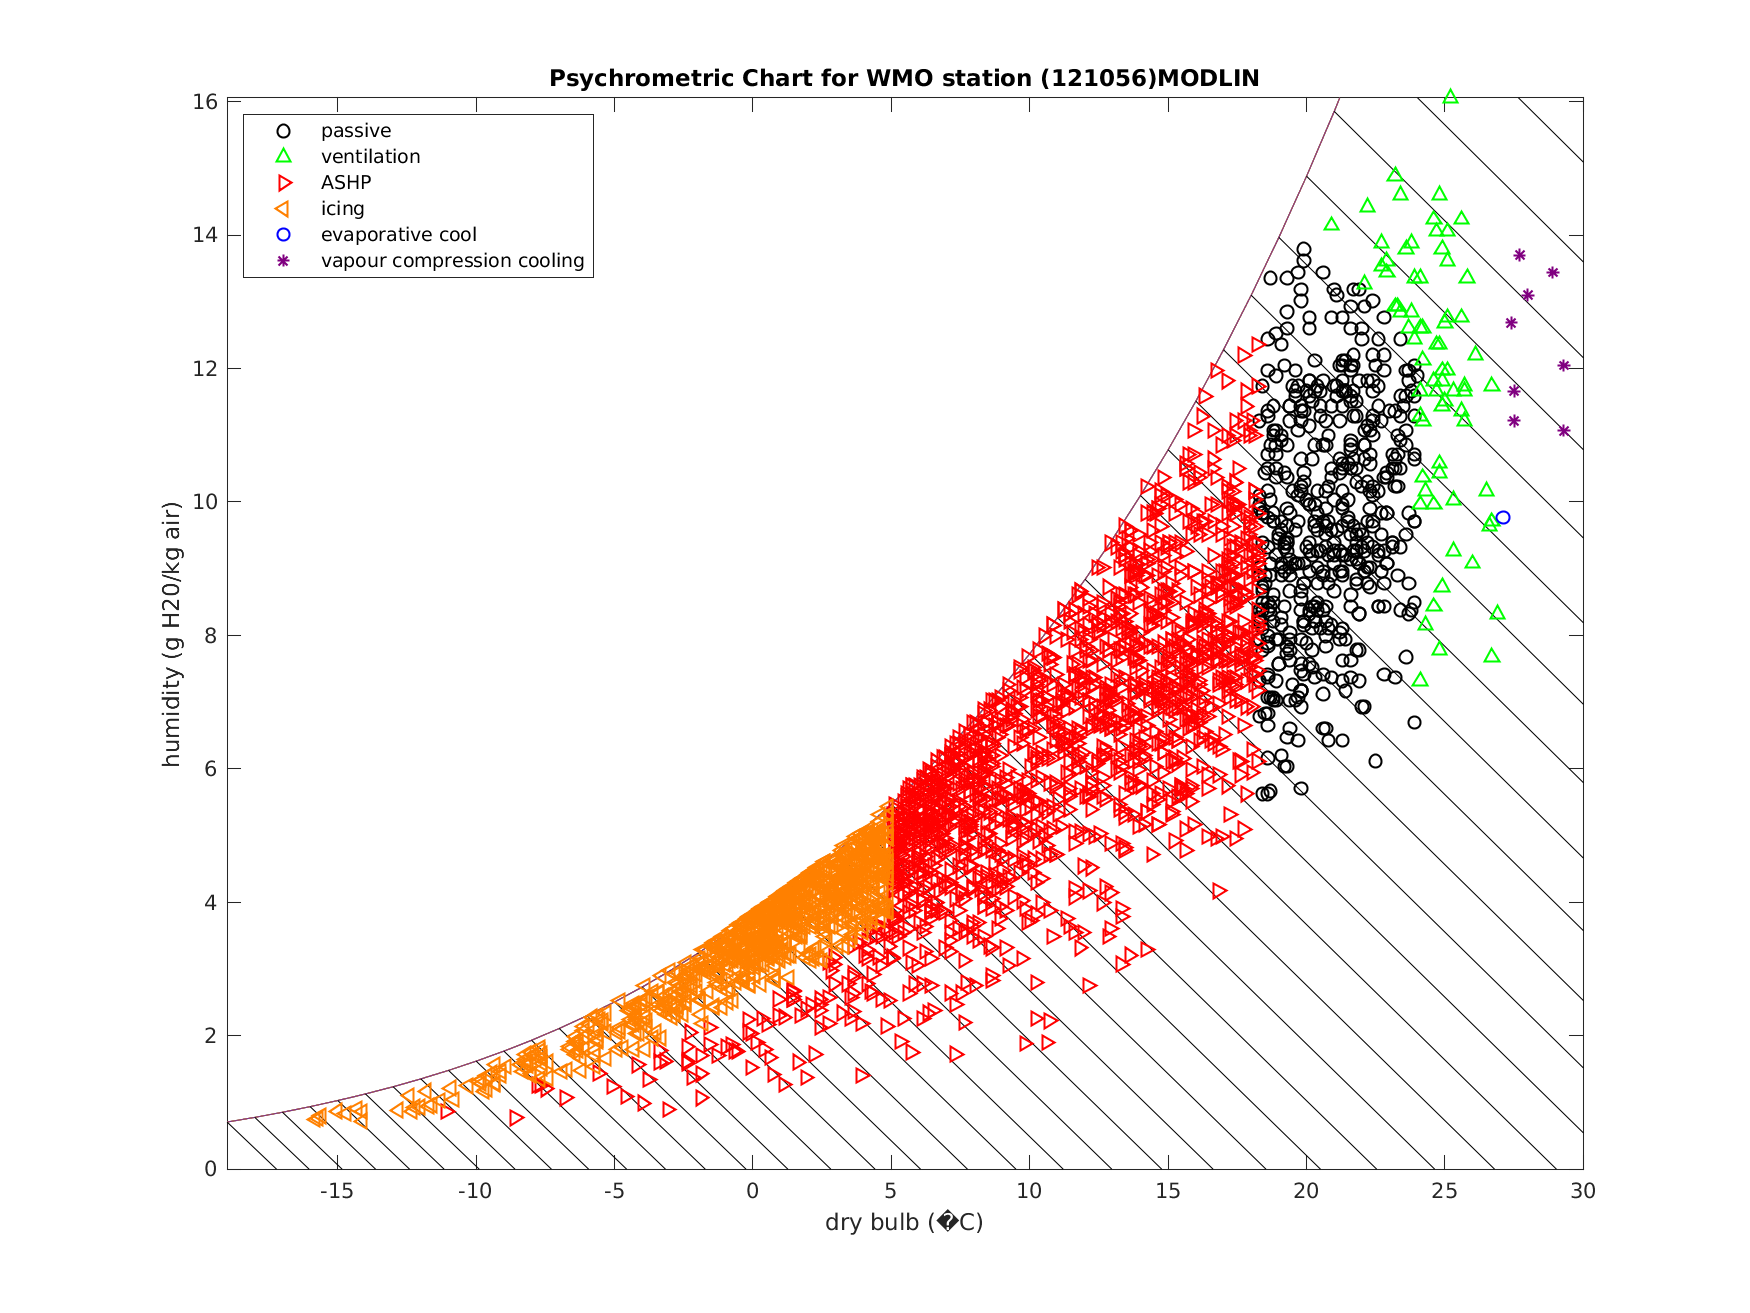 Psychrometric Chart for WMO station (121056)MODLIN
16
14
12
10
8
6
4
2
0
humidity (g H20/kg air)
passive
ventilation
ASHP
icing
evaporative cool
vapour compression cooling
-15
-10
-5
0
5
10
15
20
25
30
dry bulb (�C)